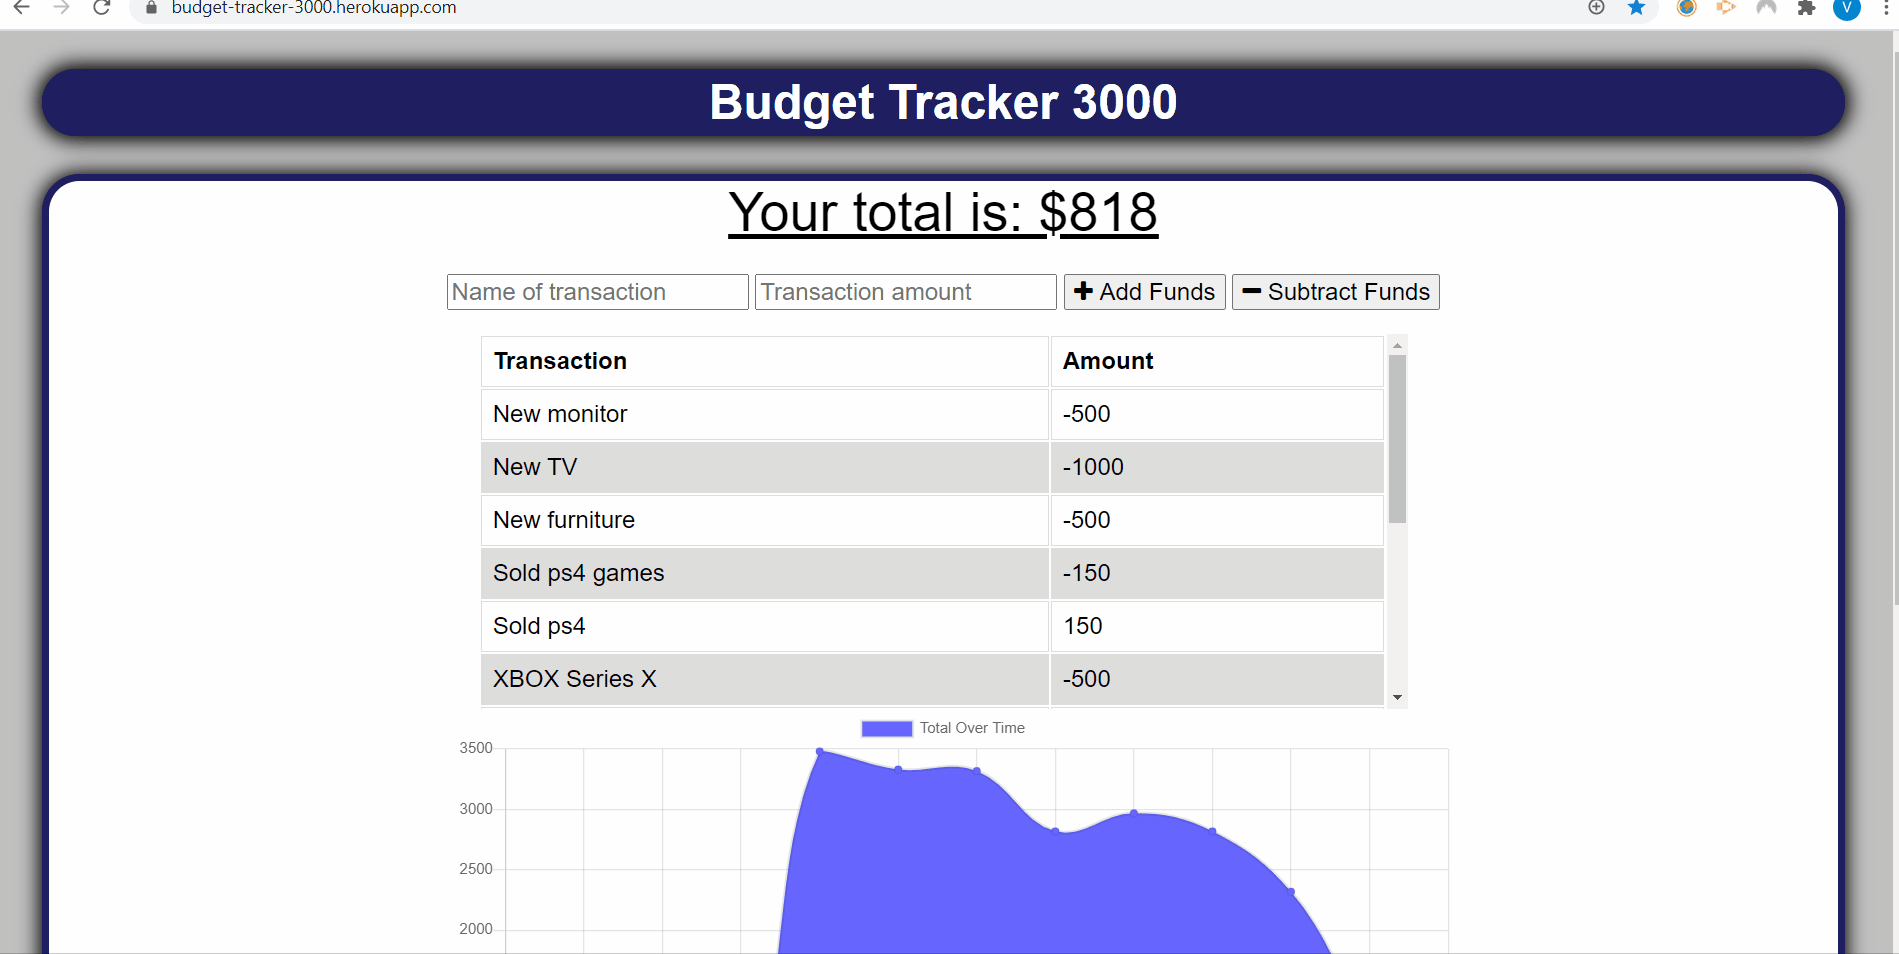 budget-tracker-3000.herokuapp.com
V
Budget Tracker 3000
Your total is: $818
Name of transaction Transaction amount Add Funds Subtract Funds
Transaction Amount
New monitor -500
New TV -1000
New furniture -500
Sold ps4 games -150
Sold ps4 150
XBOX Series X -500
Total Over Time
3500
3000
2500
2000